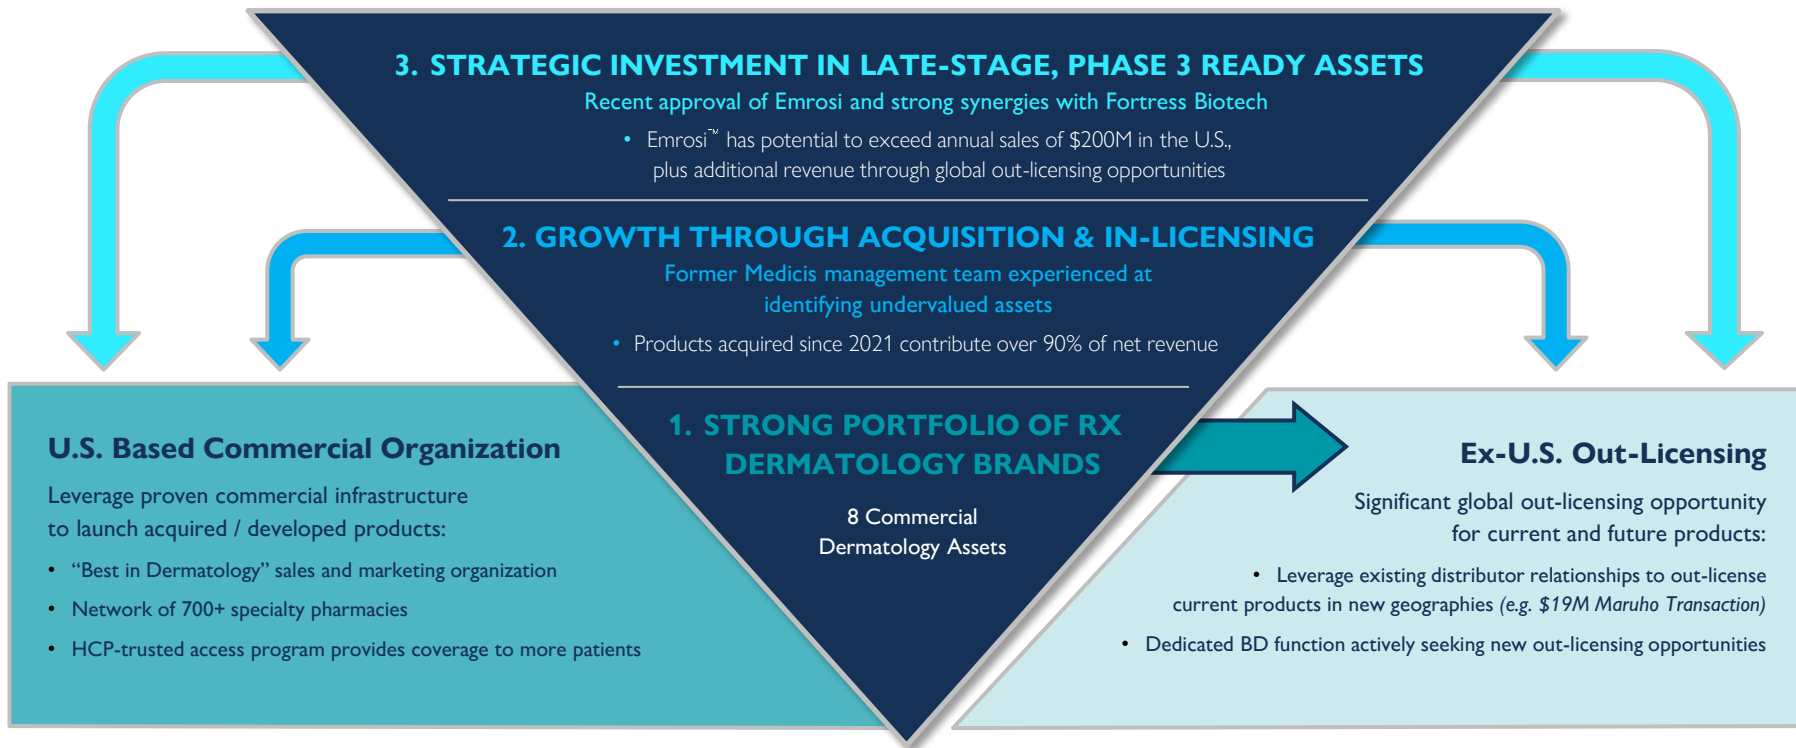 3. STRATEGIC INVESTMENT IN LATE-STAGE, PHASE 3 READY ASSETS
Recent approval of Emrosi and strong synergies with Fortress Biotech
• Emrosi™ has potential to exceed annual sales of $200M in the U.S.,
plus additional revenue through global out-licensing opportunities
2. GROWTH THROUGH ACQUISITION & IN-LICENSING
Former Medicis management team experienced at
identifying undervalued assets
• Products acquired since 2021 contribute over 90% of net revenue
1. STRONG PORTFOLIO OF RX
DERMATOLOGY BRANDS
8 Commercial
Dermatology Assets
U.S. Based Commercial Organization
Leverage proven commercial infrastructure
to launch acquired / developed products:
• “Best in Dermatology” sales and marketing organization
• Network of 700+ specialty pharmacies
• HCP-trusted access program provides coverage to more patients
Ex-U.S. Out-Licensing
Significant global out-licensing opportunity
for current and future products:
• Leverage existing distributor relationships to out-license
current products in new geographies (e.g. $19M Maruho Transaction)
• Dedicated BD function actively seeking new out-licensing opportunities